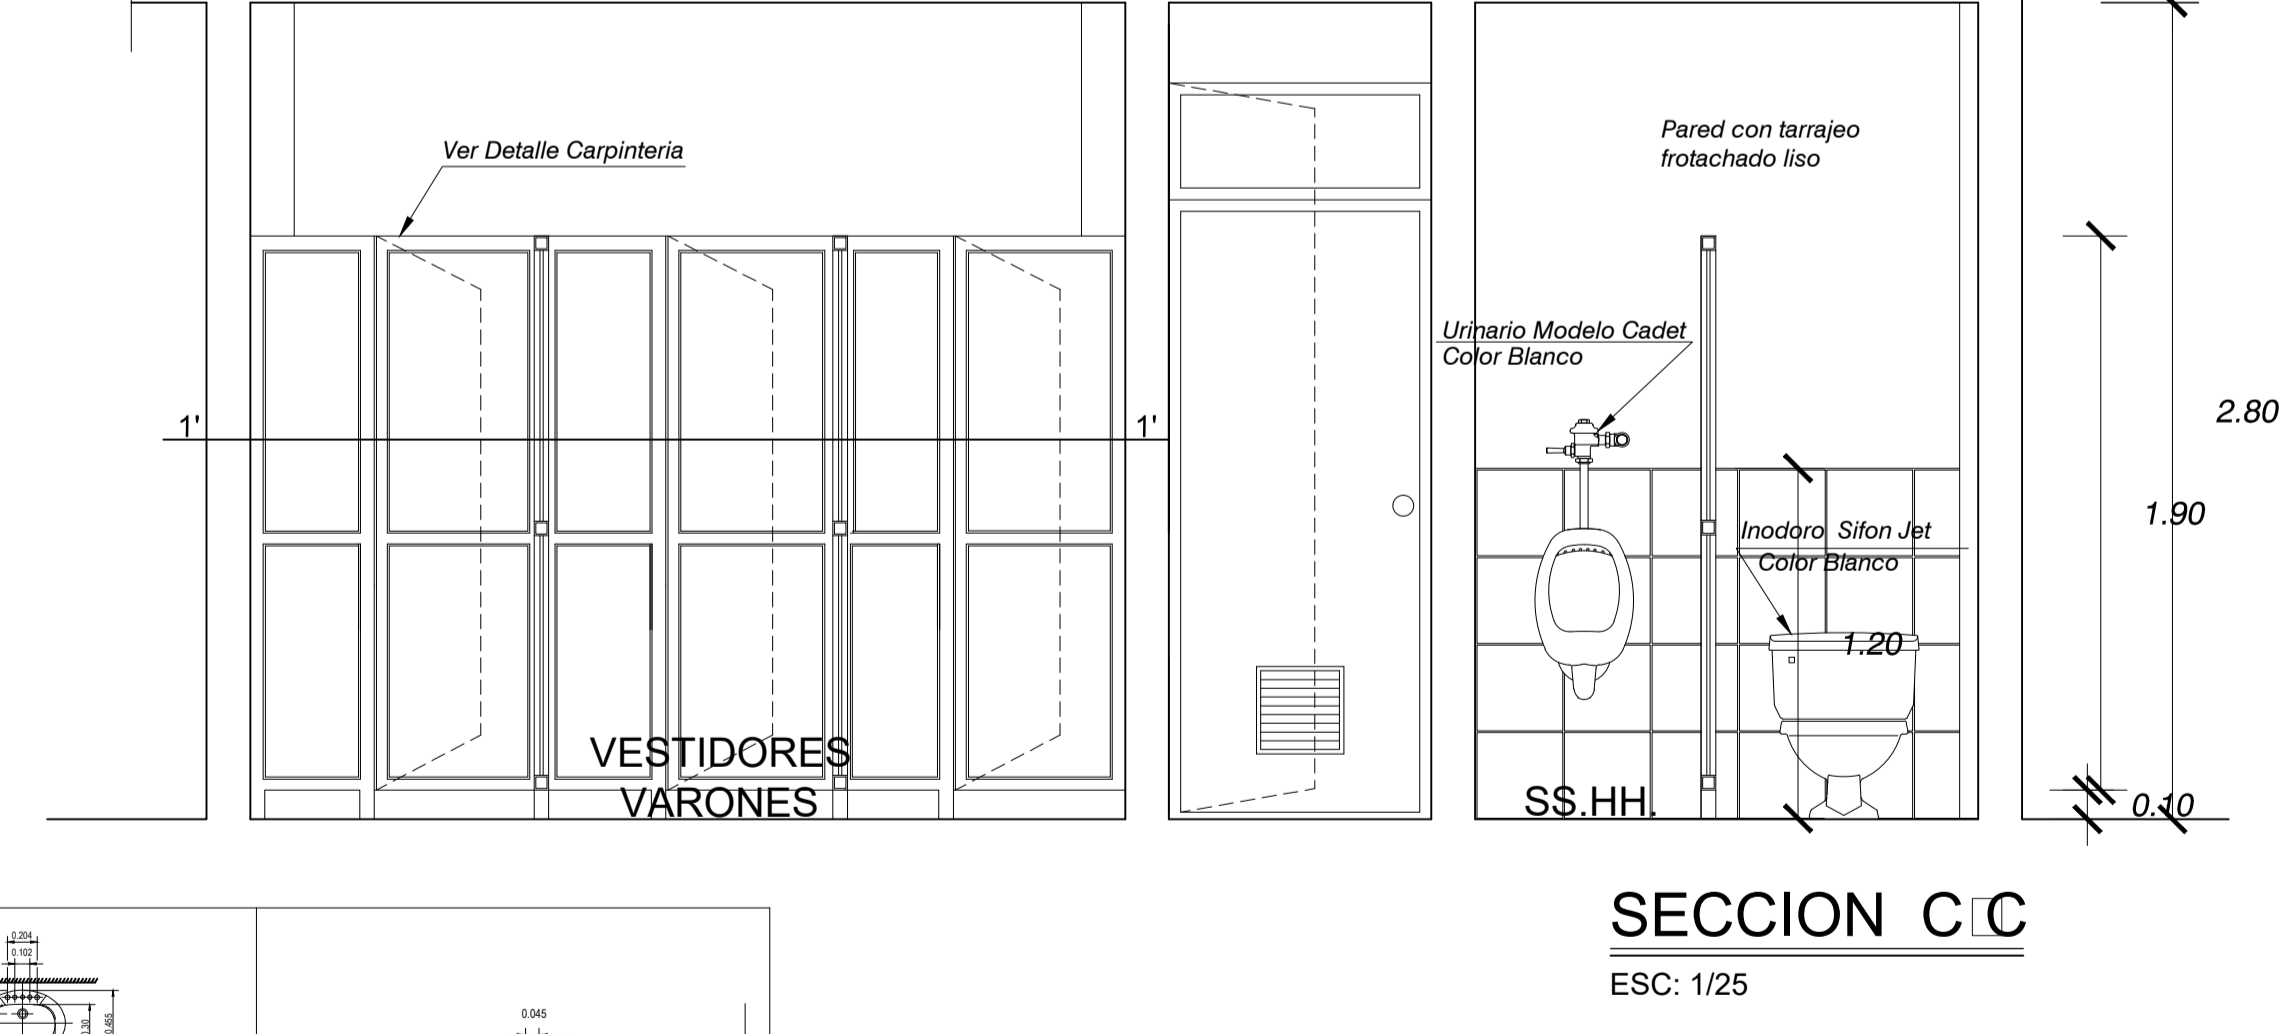 Ver Detalle Carpinteria
Pared con tarrajeo
frotachado liso
Urinario Modelo Cadet
Color Blanco
1'
1'
2.80
1.90
Inodoro Sifon Jet
Color Blanco
1.20
VESTIDORES
VARONES
SS.HH.
0.10
SECCION C C
ESC: 1/25
0.204
0.102
0.30
0.455
0.045